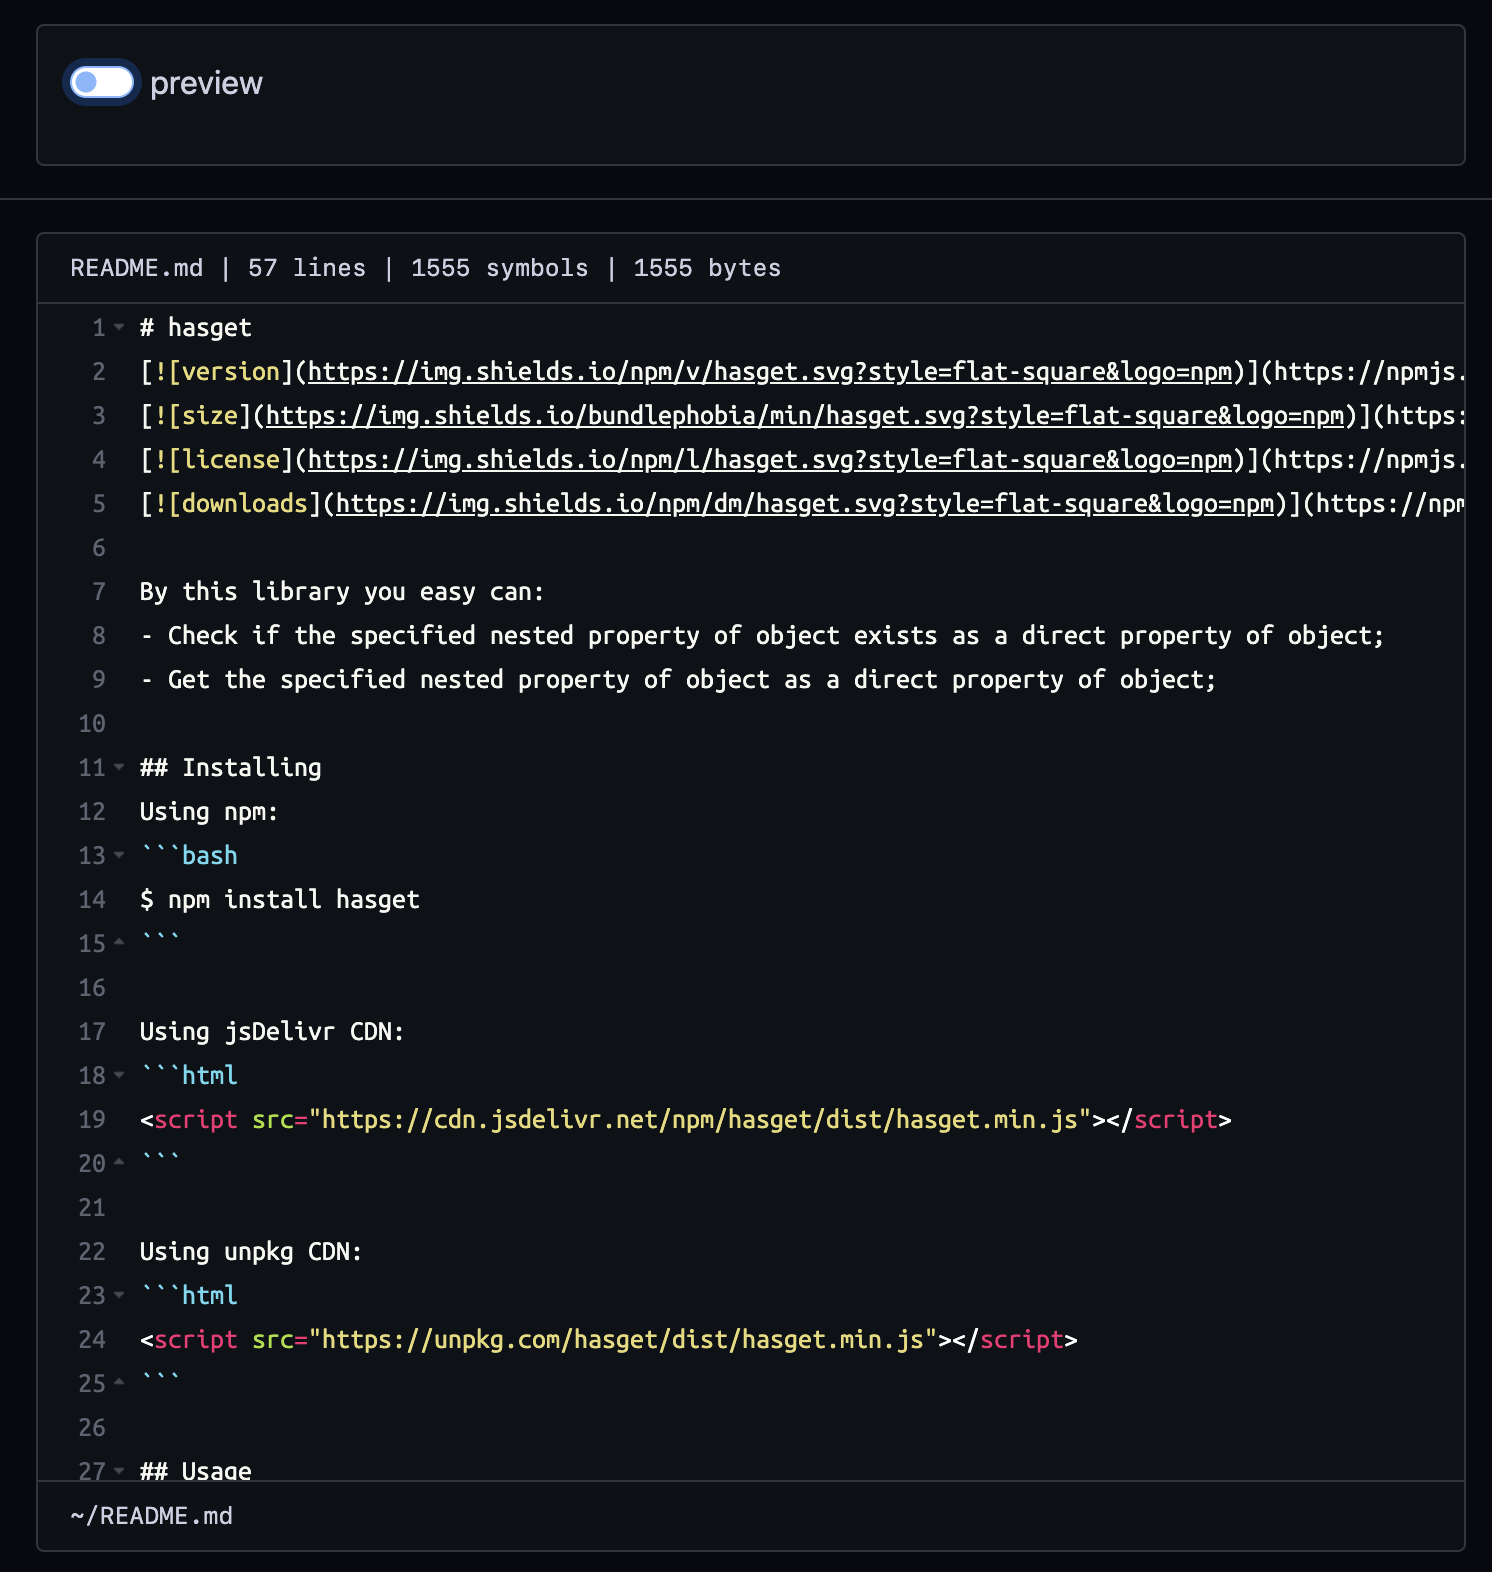 preview
README.md | 57 lines | 1555 symbols | 1555 bytes
1 # hasget
2 [![version](https://img.shields.io/npm/v/hasget.svg?style=flat-square&logo=npm)](https://npmjs.
3 [![size](https://img.shields.io/bundlephobia/min/hasget.svg?style=flat-square&logo=npm)](https:
4 [![license](https://img.shields.io/npm/l/hasget.svg?style=flat-square&logo=npm)](https://npmjs.
5 [![downloads](https://img.shields.io/npm/dm/hasget.svg?style=flat-square&logo=npm)](https://npm
6
7 By this library you easy can:
8 - Check if the specified nested property of object exists as a direct property of object;
9 - Get the specified nested property of object as a direct property of object;
10
11 ## Installing
12 Using npm:
13 ```bash
14 $ npm install hasget
15 ```
16
17 Using jsDelivr CDN:
18 ```html
19 <script src="https://cdn.jsdelivr.net/npm/hasget/dist/hasget.min.js"></script>
20 ```
21
22 Using unpkg CDN:
23 ```html
24 <script src="https://unpkg.com/hasget/dist/hasget.min.js"></script>
25 ```
26
27 ## Usage
~/README.md